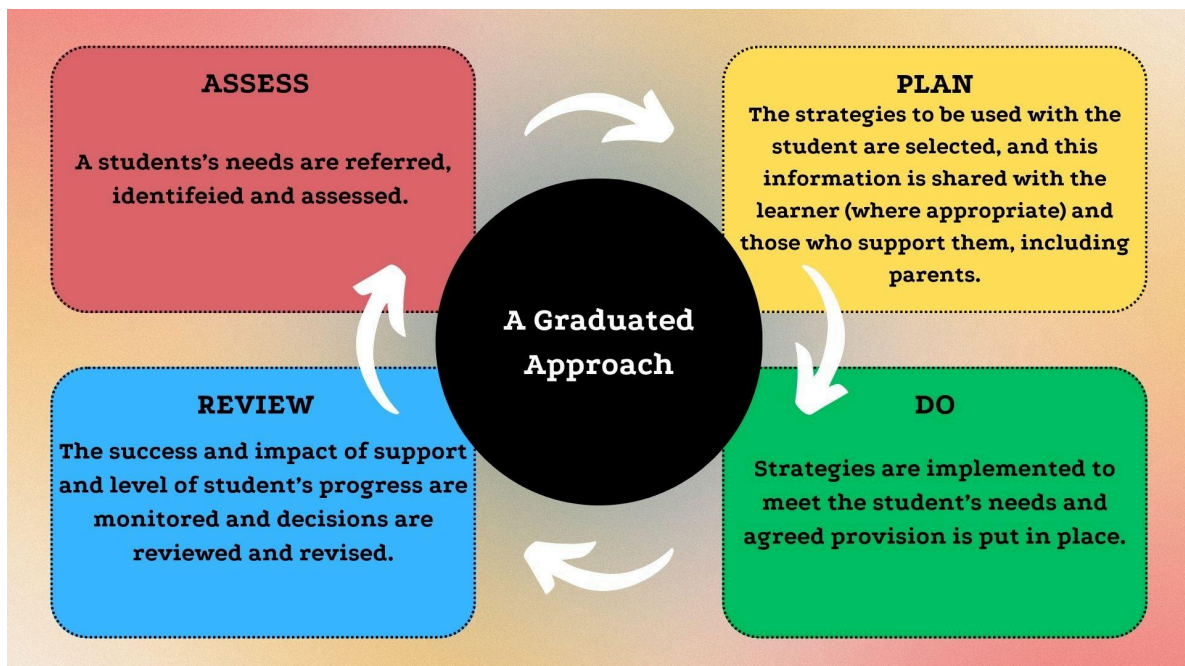 ASSESS
A students's needs are referred,
identifeied and assessed.
PLAN
The strategies to be used with the
student are selected, and this
information is shared with the
learner (where appropriate) and
those who support them, including
parents.
A Graduated
Approach
REVIEW
The success and impact of support
and level of student's progress are
monitored and decisions are
reviewed and revised.
DO
Strategies are implemented to
meet the student's needs and
agreed provision is put in place.